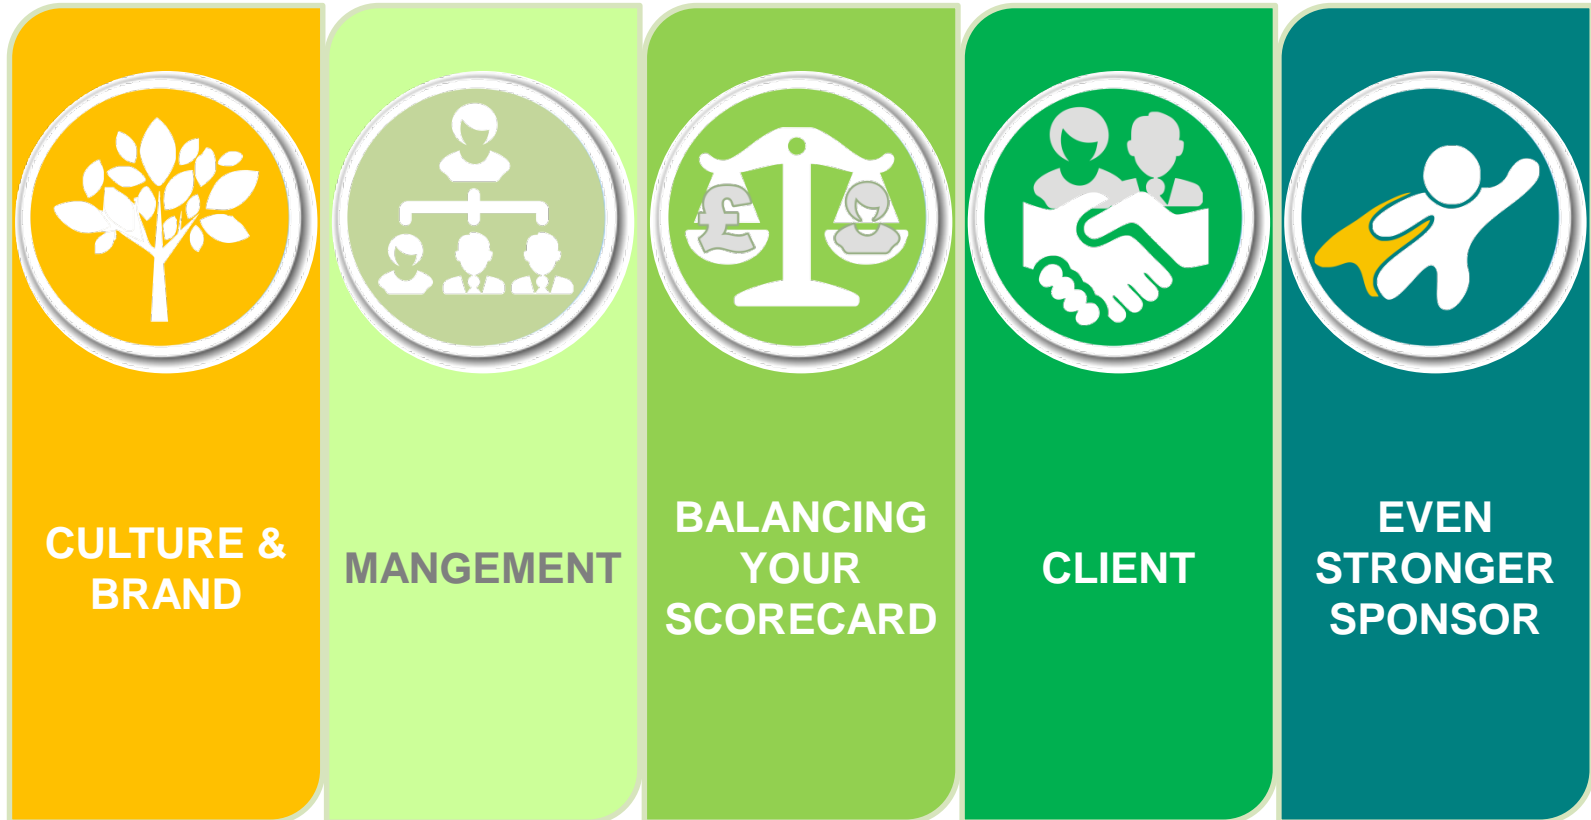 £
CULTURE &
BRAND
MANGEMENT
BALANCING
YOUR
SCORECARD
CLIENT
EVEN
STRONGER
SPONSOR